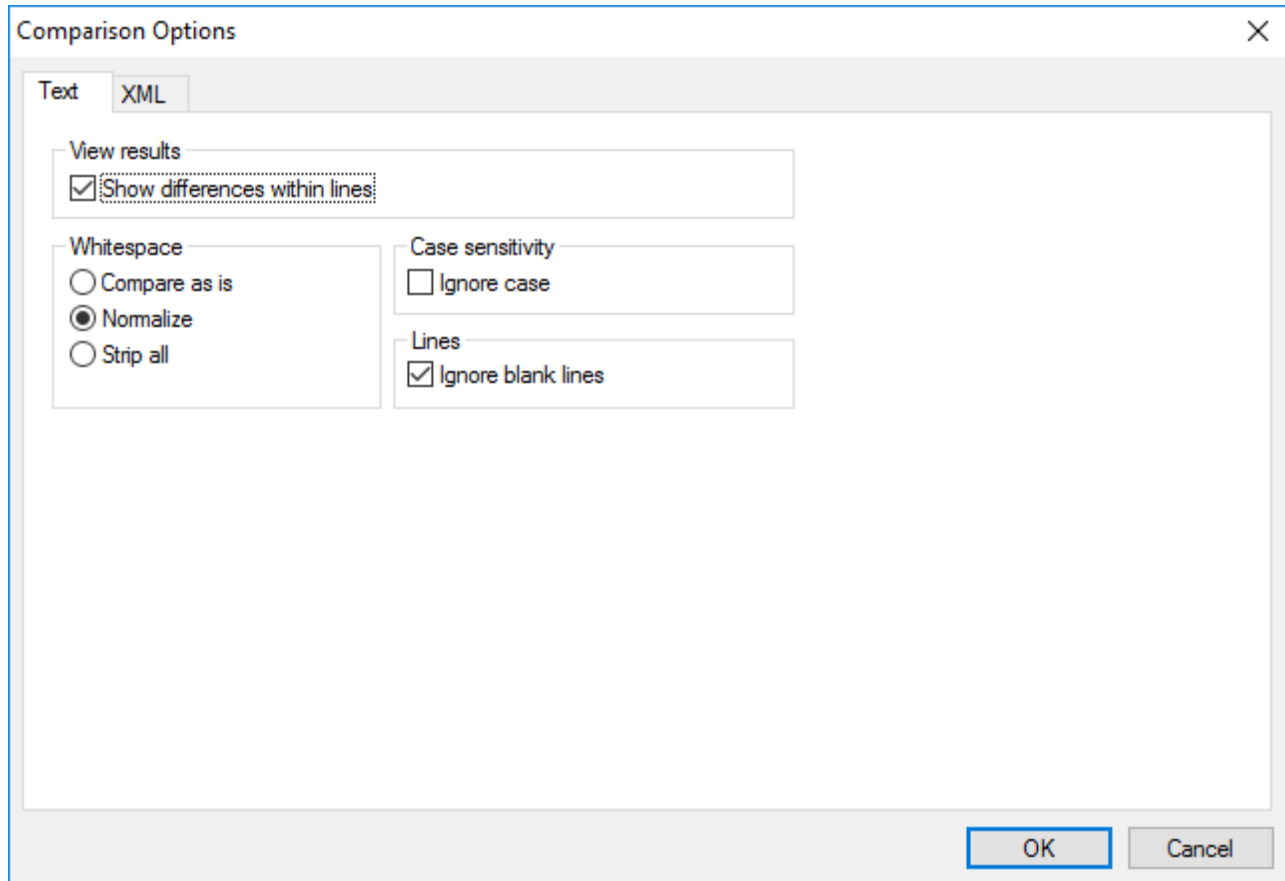 Comparison Options
Text
XML
View results
Show differences within lines
Whitespace
Compare as is
Normalize
Strip all
Case sensitivity
Ignore case
Lines
Ignore blank lines
OK
Cancel